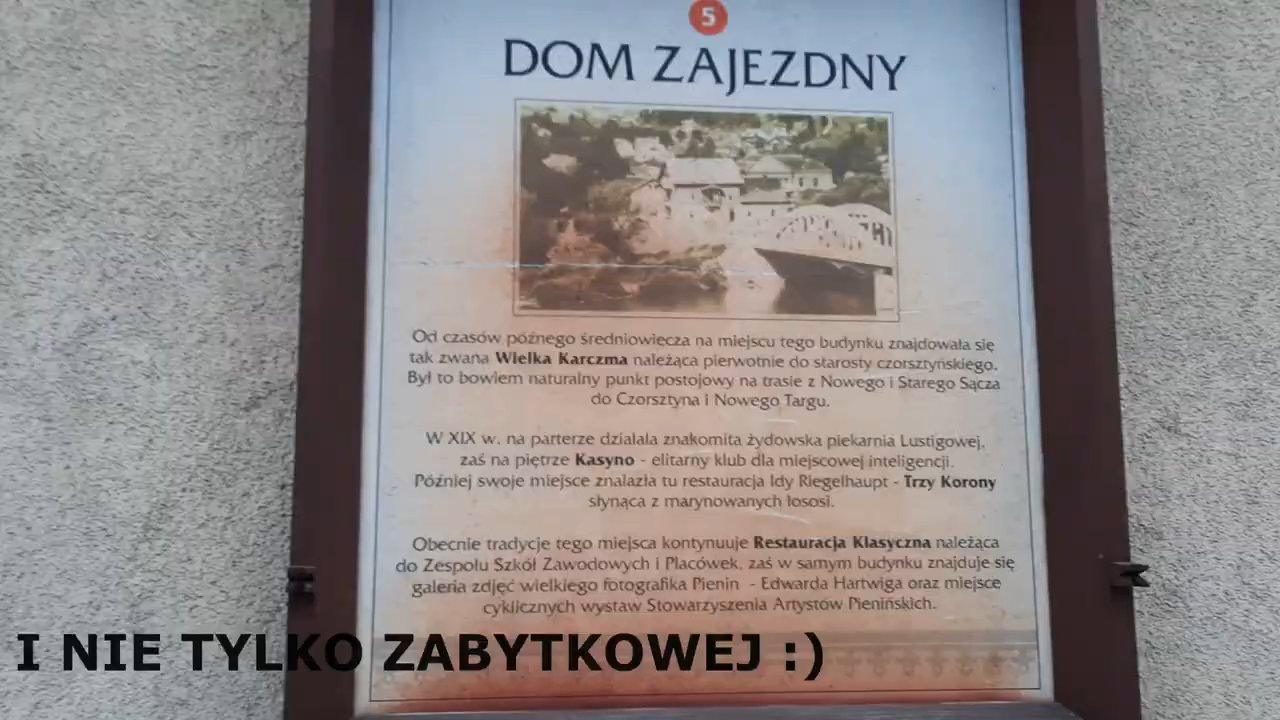 5
DOM ZAJEZDNY
Od czasów późnego średniowiecza na miejscu tego budynku znajdowała się
tak zwana Wielka Karczma należąca pierwotnie do starosty czorsztyńskiego.
Był to bowiem naturalny punkt postojowy na trasie z Nowego i Starego Sącza
do Czorsztyna i Nowego Targu.
W XIX w. na parterze działała znakomita żydowska piekarnia Lustigowej,
zaś na piętrze Kasyno - elitarny klub dla miejscowej inteligencji.
Później swoje miejsce znalazła tu restauracja Idy Riegelhaupt - Trzy Korony
słynąca z marynowanych łososi.
Obecnie tradycje tego miejsca kontynuuje Restauracja Klasyczna należąca
do Zespołu Szkół Zawodowych i Placówek, zaś w samym budynku znajduje się
galeria zdjęć wielkiego fotografika Pienin - Edwarda Hartwiga oraz miejsce
cyklicznych wystaw Stowarzyszenia Artystów Pienińskich.
I NIE TYLKO ZABYTKOWEJ :)